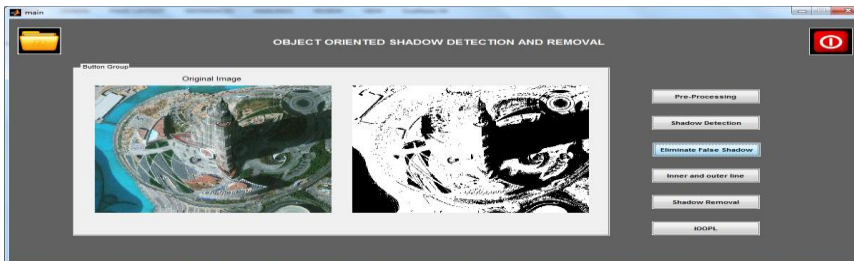 main
OBJECT ORIENTED SHADOW DETECTION AND REMOVAL
Button Group
Original Image
Pre-Processing
Shadow Detection
Eliminate False Shadow
Inner and outer line
Shadow Removal
IOOPL